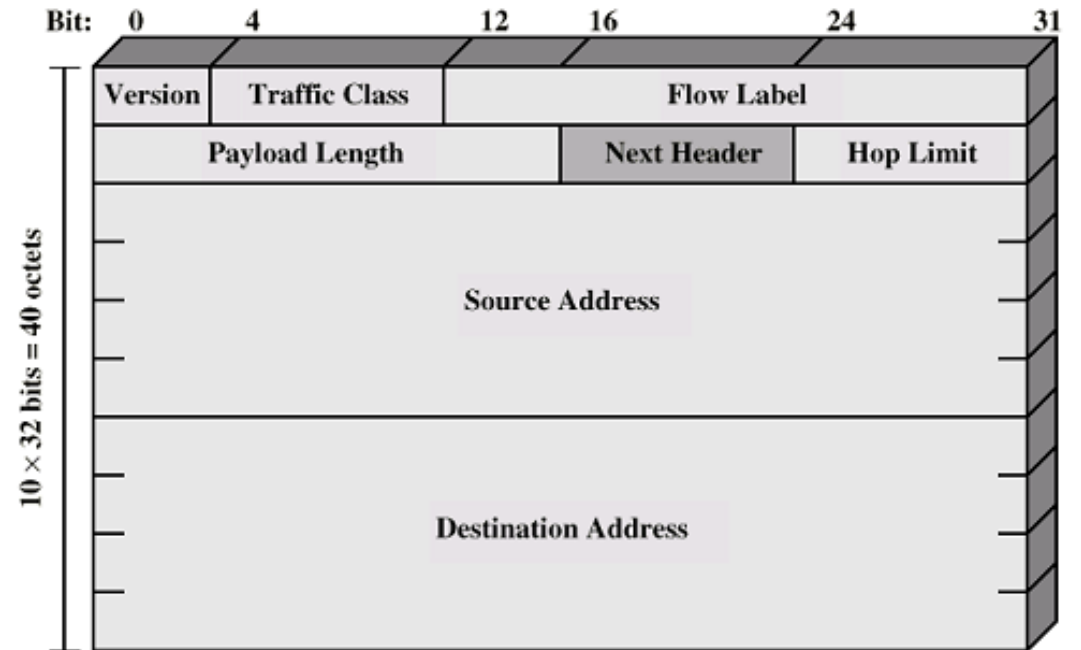 Bit: 0 4 12 16 24 31
Version Traffic Class Flow Label
Payload Length Next Header Hop Limit
10 × 32 bits = 40 octets
Source Address
Destination Address